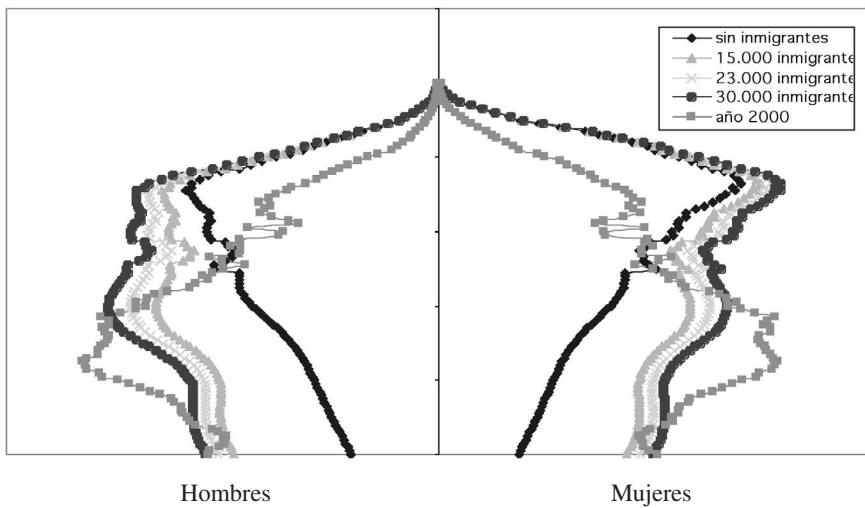 sin inmigrantes
15.000 inmigrante
23.000 inmigrante
30.000 inmigrante
año 2000
Hombres
Mujeres